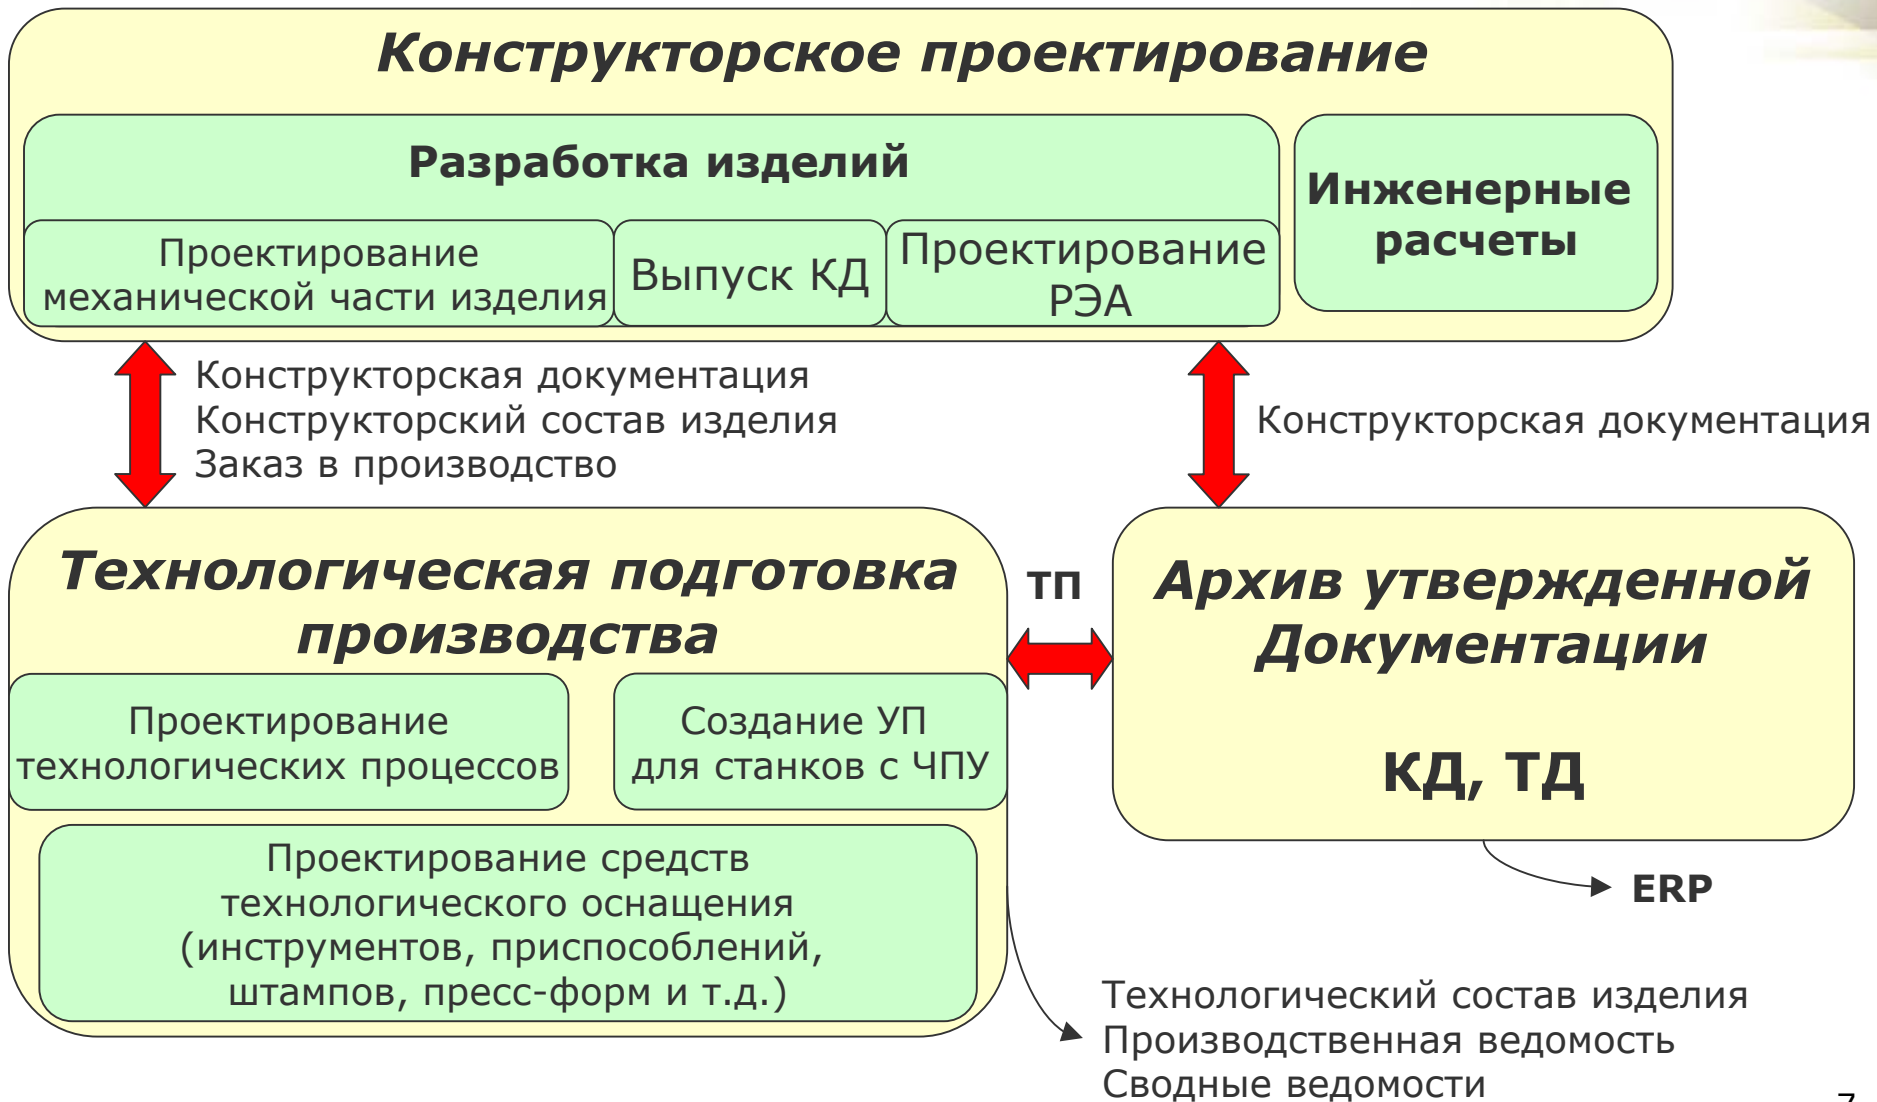 Конструкторское проектирование
Разработка изделий
Инженерные
расчеты
Проектирование
механической части изделия
Выпуск КД
Проектирование
РЭА
Конструкторская документация
Конструкторский состав изделия
Заказ в производство
Конструкторская документация
Технологическая подготовка
производства
ТП
Архив утвержденной
Документации
КД, ТД
Проектирование
технологических процессов
Создание УП
для станков с ЧПУ
Проектирование средств
технологического оснащения
(инструментов, приспособлений,
штампов, пресс-форм и т.д.)
ERP
Технологический состав изделия
Производственная ведомость
Сводные ведомости
7